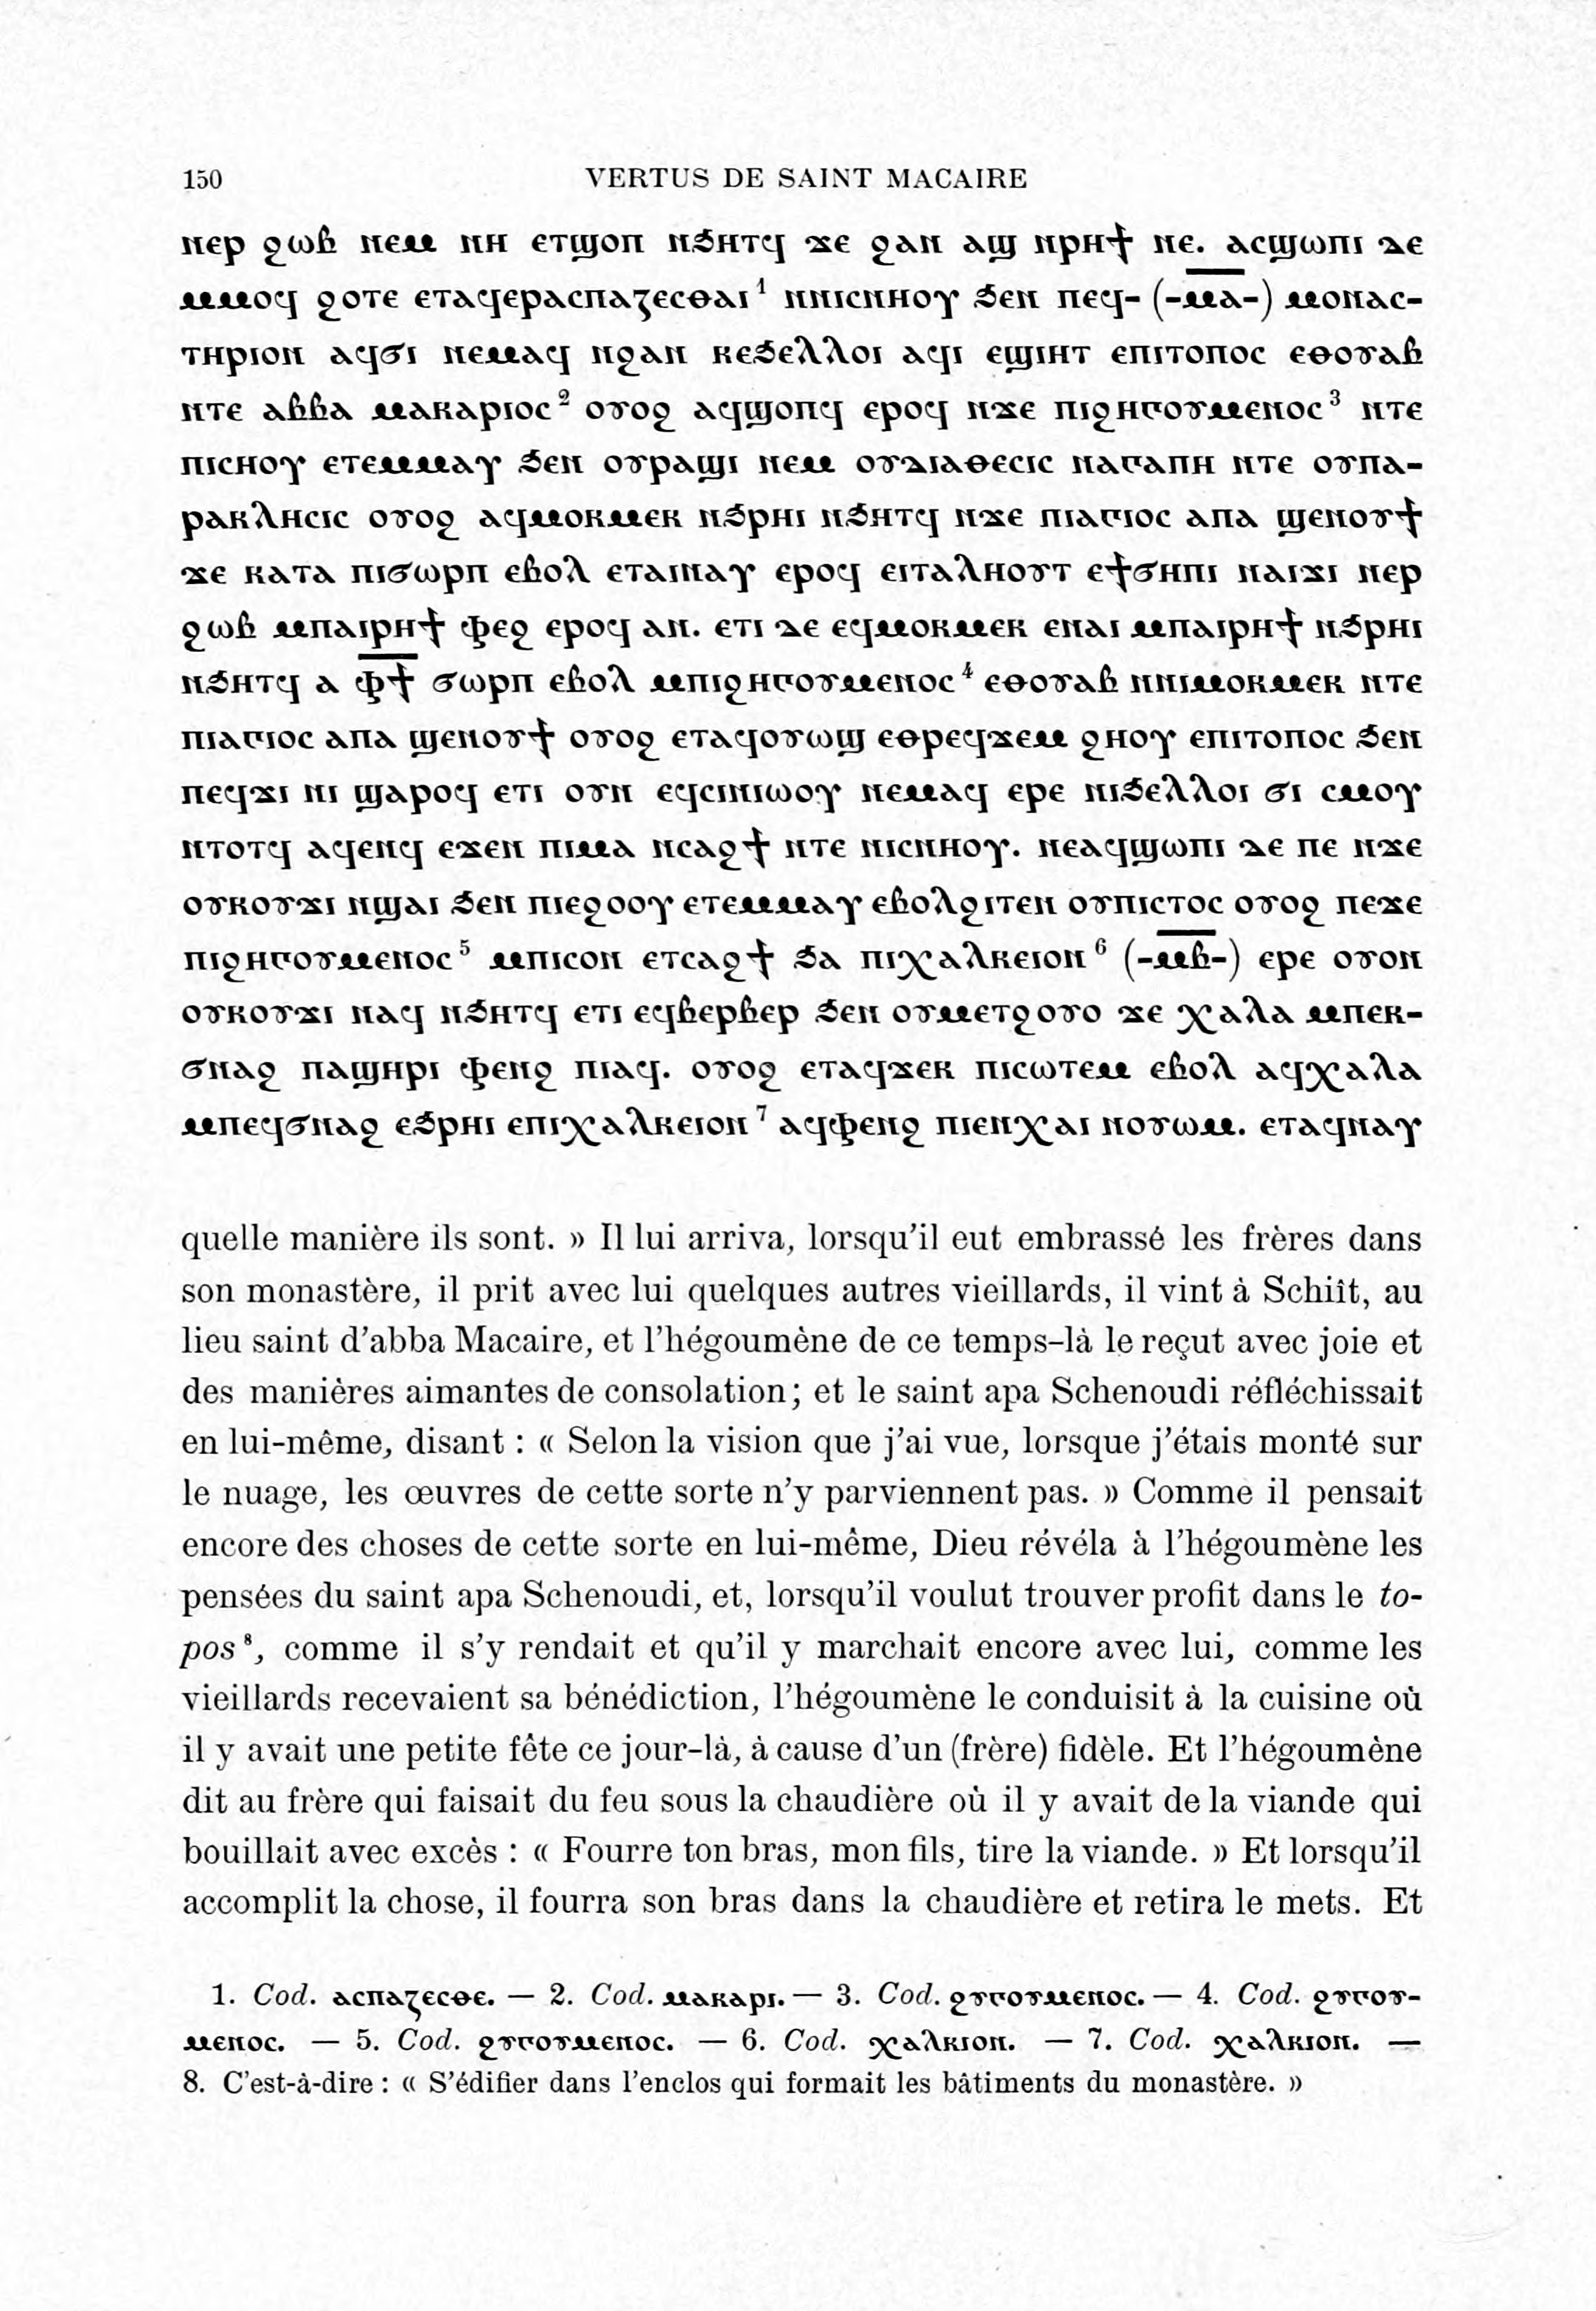 150 VERTUS DE SAINT MACAIRE
ⲛⲉⲣ ϩⲱⲃ ⲛⲉⲙ ⲛⲏ ⲉⲧϣⲟⲡ ⲛϧⲏⲧϥ ϫⲉ ϩⲁⲛ ⲁϣ ⲛⲣⲏϯ ⲛⲉ. ⲁⲥϣⲱⲡⲓ ⲇⲉ
ⲙⲙⲟϥ ϩⲟⲧⲉ ⲉⲧⲁϥⲉⲣⲁⲥⲡⲁⲍⲉⲥⲑⲁⲓ¹ ⲛⲛⲓⲥⲛⲏⲟⲩ ϧⲉⲛ ⲡⲉϥ- (-ⲙ̅ⲁ̅-) ⲙⲟⲛⲁⲥ-
ⲧⲏⲣⲓⲟⲛ ⲁϥϭⲓ ⲛⲉⲙⲁϥ ⲛϩⲁⲛ ⲕⲉϧⲉⲗⲗⲟⲓ ⲁϥⲓ ⲉϣⲓⲏⲧ ⲉⲡⲓⲧⲟⲡⲟⲥ ⲉⲑⲟⲩⲁⲃ
ⲛⲧⲉ ⲁⲃⲃⲁ ⲙⲁⲕⲁⲣⲓⲟⲥ² ⲟⲩⲟϩ ⲁϥϣⲟⲡϥ ⲉⲣⲟϥ ⲛϫⲉ ⲡⲓϩⲏⲅⲟⲩⲙⲉⲛⲟⲥ³ ⲛⲧⲉ
ⲡⲓⲥⲛⲟⲩ ⲉⲧⲉⲙⲙⲁⲩ ϧⲉⲛ ⲟⲩⲣⲁϣⲓ ⲛⲉⲙ ⲟⲩⲇⲓⲁⲑⲉⲥⲓⲥ ⲛⲁⲅⲁⲡⲏ ⲛⲧⲉ ⲟⲩⲡⲁ-
ⲣⲁⲕⲗⲏⲥⲓⲥ ⲟⲩⲟϩ ⲁϥⲙⲟⲕⲙⲉⲕ ⲛϧⲣⲏⲓ ⲛϧⲏⲧϥ ⲛϫⲉ ⲡⲓⲁⲅⲓⲟⲥ ⲁⲡⲁ ϣⲉⲛⲟⲩϯ
ϫⲉ ⲕⲁⲧⲁ ⲡⲓϭⲱⲣⲡ ⲉⲃⲟⲗ ⲉⲧⲁⲓⲛⲁⲩ ⲉⲣⲟϥ ⲉⲓⲧⲁⲗⲏⲟⲩⲧ ⲉϯϭⲏⲡⲓ ⲛⲁⲓϫⲓ ⲛⲉⲣ
ϩⲱⲃ ⲙⲡⲁⲓⲣⲏϯ ⲫⲉϩ ⲉⲣⲟϥ ⲁⲛ. ⲉⲧⲓ ⲇⲉ ⲉϥⲙⲟⲕⲙⲉⲕ ⲉⲛⲁⲓ ⲙⲡⲁⲓⲣⲏϯ ⲛϧⲣⲏⲓ
ⲛϧⲏⲧϥ ⲁ ⲫ̅ϯ̅ ϭⲱⲣⲡ ⲉⲃⲟⲗ ⲙⲡⲓϩⲏⲅⲟⲩⲙⲉⲛⲟⲥ⁴ ⲉⲑⲟⲩⲁⲃ ⲛⲛⲓⲙⲟⲕⲙⲉⲕ ⲛⲧⲉ
ⲡⲓⲁⲅⲓⲟⲥ ⲁⲡⲁ ϣⲉⲛⲟⲩϯ ⲟⲩⲟϩ ⲉⲧⲁϥⲟⲩⲱϣ ⲉⲑⲣⲉϥϫⲉⲙ ϩⲏⲟⲩ ⲉⲡⲓⲧⲟⲡⲟⲥ ϧⲉⲛ
ⲡⲉϥϫⲓ ⲛⲓ ϣⲁⲣⲟϥ ⲉⲧⲓ ⲟⲩⲛ ⲉϥⲥⲓⲛⲓⲱⲟⲩ ⲛⲉⲙⲁϥ ⲉⲣⲉ ⲛⲓϧⲉⲗⲗⲟⲓ ϭⲓ ⲥⲙⲟⲩ
ⲛⲧⲟⲧϥ ⲁϥⲉⲛϥ ⲉϫⲉⲛ ⲡⲓⲙⲁ ⲛⲥⲁϩϯ ⲛⲧⲉ ⲛⲓⲥⲛⲏⲟⲩ. ⲛⲉⲁϥϣⲱⲡⲓ ⲇⲉ ⲡⲉ ⲛϫⲉ
ⲟⲩⲕⲟⲩϫⲓ ⲛϣⲁⲓ ϧⲉⲛ ⲡⲓⲉϩⲟⲟⲩ ⲉⲧⲉⲙⲙⲁⲩ ⲉⲃⲟⲗϩⲓⲧⲉⲛ ⲟⲩⲡⲓⲥⲧⲟⲥ ⲟⲩⲟϩ ⲡⲉϫⲉ
ⲡⲓϩⲏⲅⲟⲩⲙⲉⲛⲟⲥ⁵ ⲙⲡⲓⲥⲟⲛ ⲉⲧⲥⲁϩϯ ϧⲁ ⲡⲓⲭⲁⲗⲕⲉⲓⲟⲛ⁶ (-ⲙ̅ⲃ̅-) ⲉⲣⲉ ⲟⲩⲟⲛ
ⲟⲩⲕⲟⲩϫⲓ ⲛⲁϥ ⲛϧⲏⲧϥ ⲉⲧⲓ ⲉϥⲃⲉⲣⲃⲉⲣ ϧⲉⲛ ⲟⲩⲙⲉⲧϩⲟⲩⲟ ϫⲉ ⲭⲁⲗⲁ ⲙⲡⲉⲕ-
ϭⲛⲁϩ ⲡⲁϣⲏⲣⲓ ⲫⲉⲛϩ ⲡⲓⲁϥ. ⲟⲩⲟϩ ⲉⲧⲁϥϫⲉⲕ ⲡⲓⲥⲱⲧⲉⲙ ⲉⲃⲟⲗ ⲁϥⲭⲁⲗⲁ
ⲙⲡⲉϥϭⲛⲁϩ ⲉϧⲣⲏⲓ ⲉⲡⲓⲭⲁⲗⲕⲉⲓⲟⲛ⁷ ⲁϥⲫⲉⲛϩ ⲡⲓⲉⲛⲭⲁⲓ ⲛⲟⲩⲱⲙ. ⲉⲧⲁϥⲛⲁⲩ
quelle manière ils sont. » Il lui arriva, lorsqu'il eut embrassé les frères dans
son monastère, il prit avec lui quelques autres vieillards, il vint à Schiît, au
lieu saint d'abba Macaire, et l'hégoumène de ce temps-là le reçut avec joie et
des manières aimantes de consolation; et le saint apa Schenoudi réfléchissait
en lui-même, disant : « Selon la vision que j'ai vue, lorsque j'étais monté sur
le nuage, les œuvres de cette sorte n'y parviennent pas. » Comme il pensait
encore des choses de cette sorte en lui-même, Dieu révéla à l'hégoumène les
pensées du saint apa Schenoudi, et, lorsqu'il voulut trouver profit dans le to-
pos⁸, comme il s'y rendait et qu'il y marchait encore avec lui, comme les
vieillards recevaient sa bénédiction, l'hégoumène le conduisit à la cuisine où
il y avait une petite fête ce jour-là, à cause d'un (frère) fidèle. Et l'hégoumène
dit au frère qui faisait du feu sous la chaudière où il y avait de la viande qui
bouillait avec excès : « Fourre ton bras, mon fils, tire la viande. » Et lorsqu'il
accomplit la chose, il fourra son bras dans la chaudière et retira le mets. Et
1. Cod. ⲁⲥⲡⲁⲍⲉⲥⲑⲉ. — 2. Cod. ⲙⲁⲕⲁⲣⲓ. — 3. Cod. ϩⲩⲅⲟⲩⲙⲉⲛⲟⲥ. — 4. Cod. ϩⲩⲅⲟⲩ-
ⲙⲉⲛⲟⲥ. — 5. Cod. ϩⲩⲅⲟⲩⲙⲉⲛⲟⲥ. — 6. Cod. ⲭⲁⲗⲕⲓⲟⲛ. — 7. Cod. ⲭⲁⲗⲕⲓⲟⲛ. —
8. C'est-à-dire : « S'édifier dans l'enclos qui formait les bâtiments du monastère. »